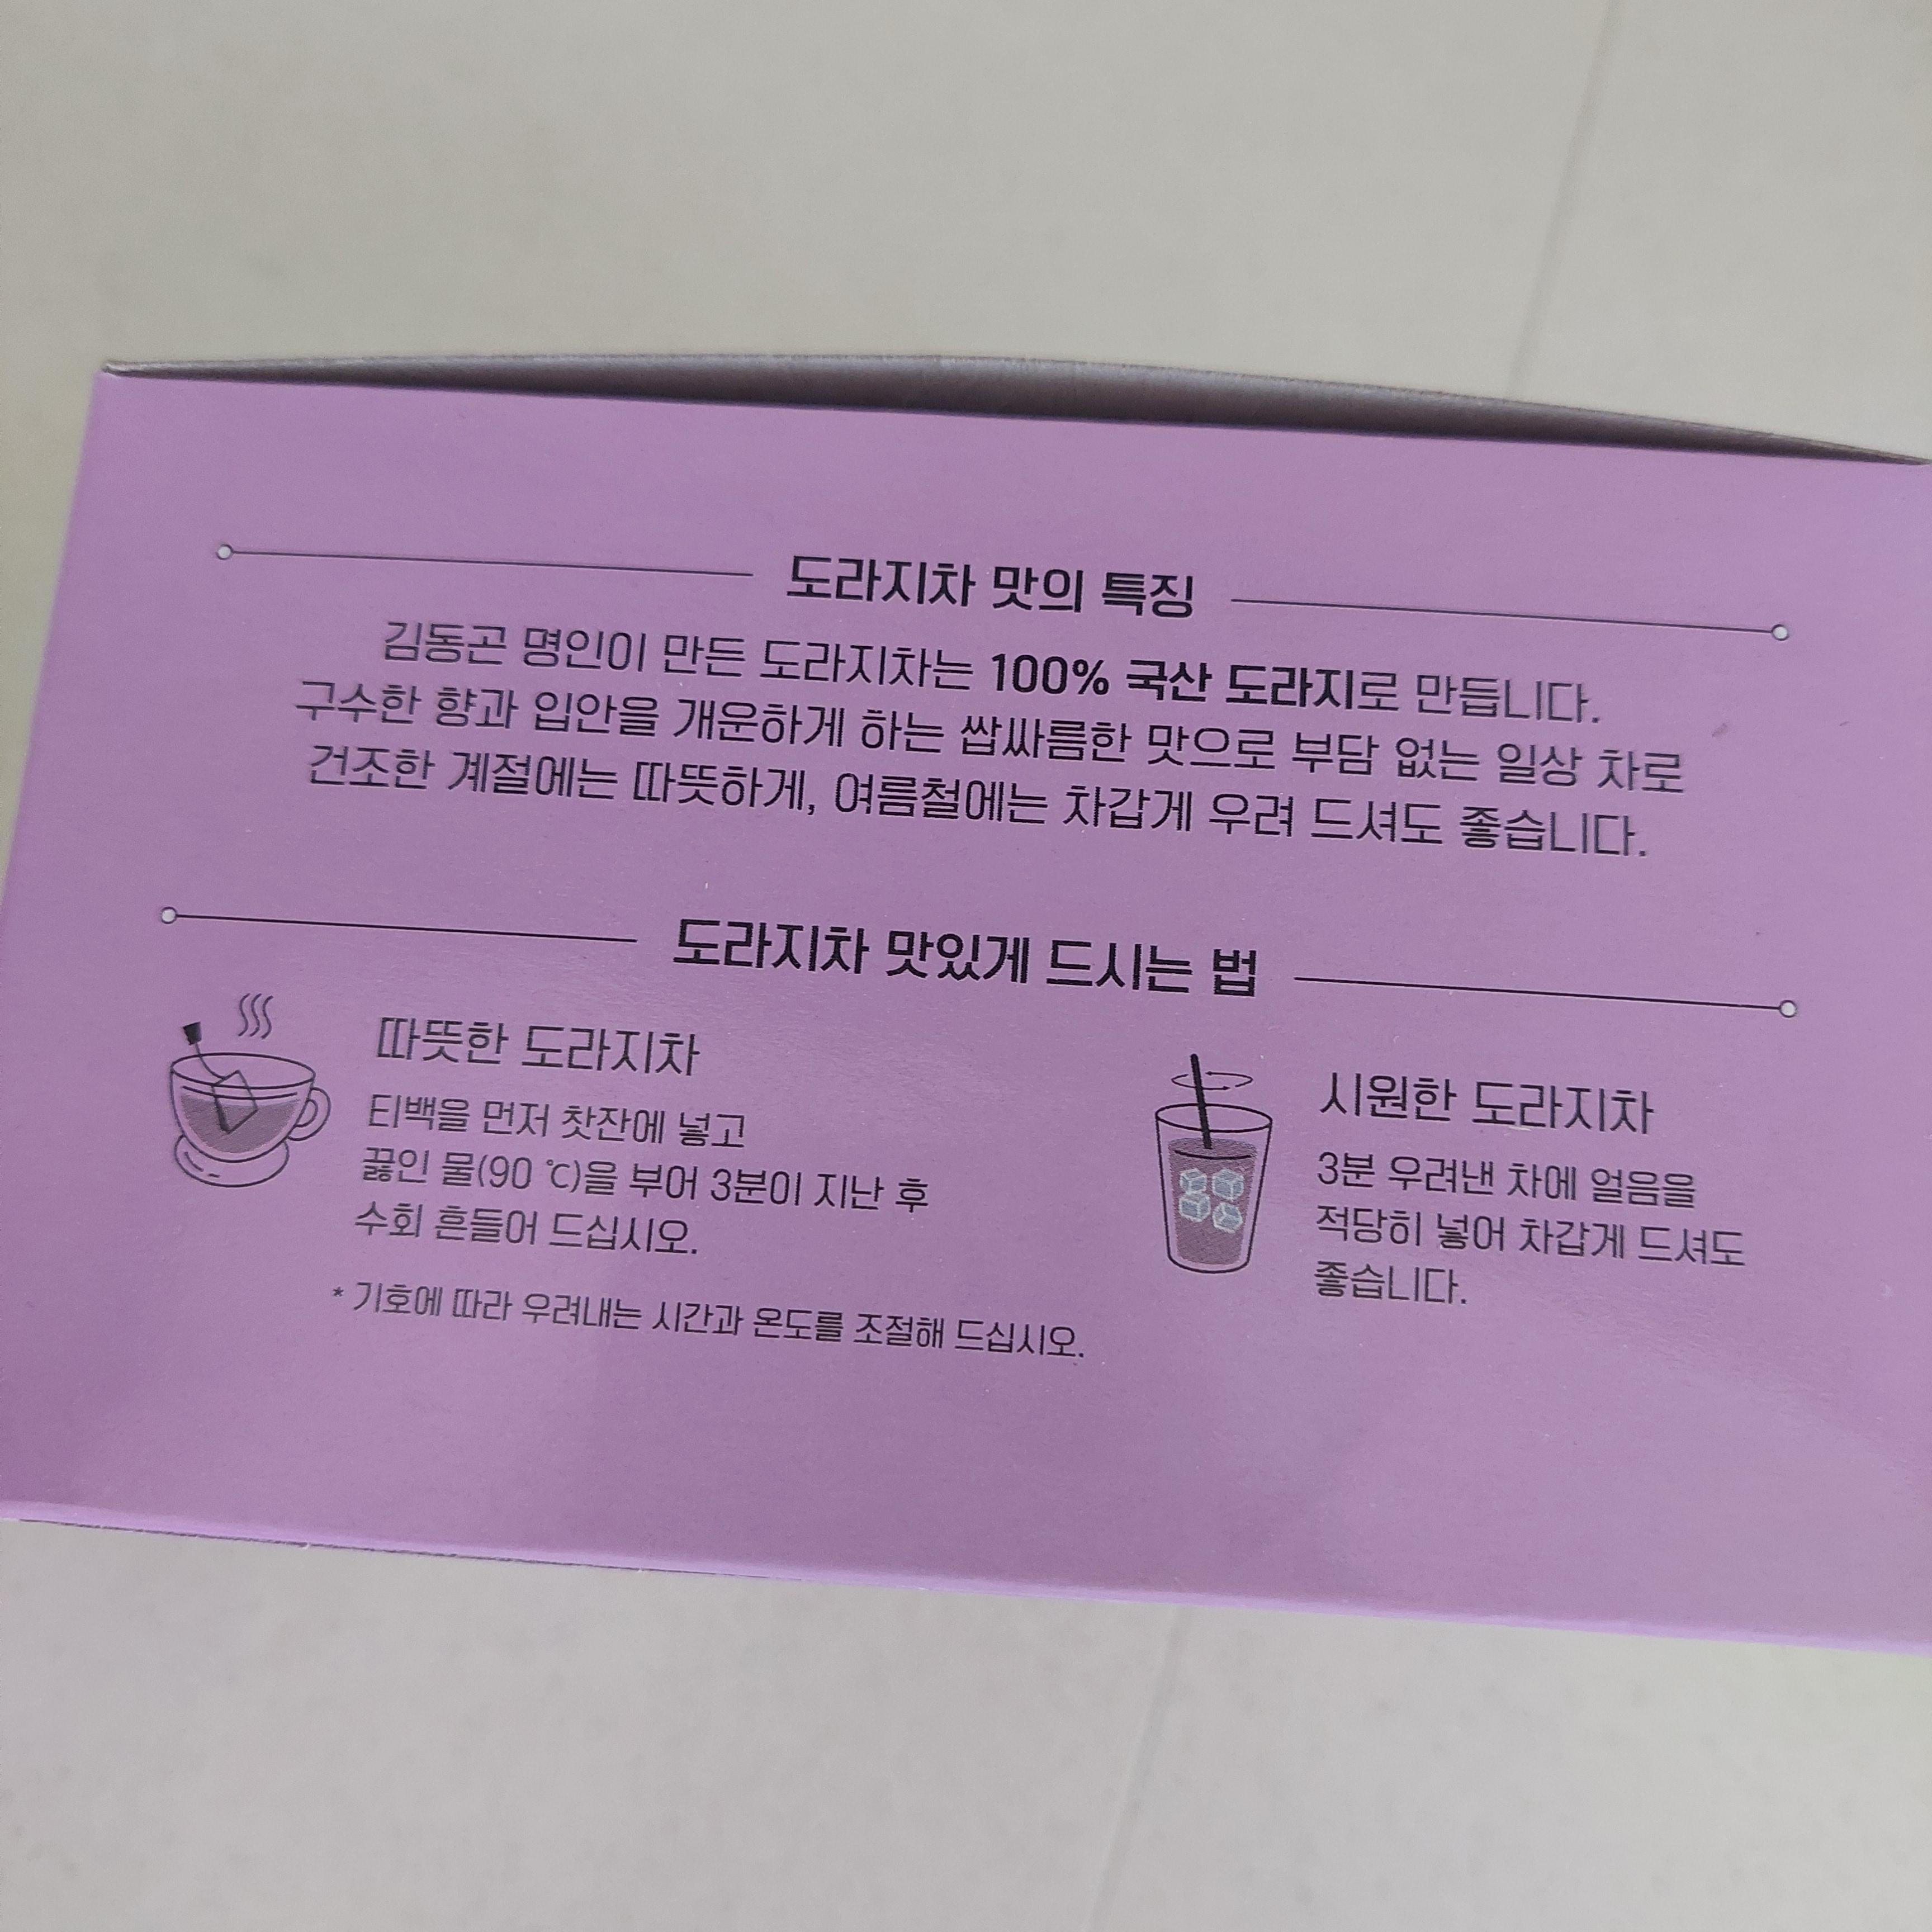 도라지차 맛의 특징
김동곤 명인이 만든 도라지차는 100% 국산 도라지로 만듭니다.
구수한 향과 입안을 개운하게 하는 쌉싸름한 맛으로 부담 없는 일상 차로
건조한 계절에는 따뜻하게, 여름철에는 차갑게 우려 드셔도 좋습니다.
도라지차 맛있게 드시는 법
따뜻한 도라지차
티백을 먼저 찻잔에 넣고
끓인 물(90 ℃)을 부어 3분이 지난 후
수회 흔들어 드십시오.
* 기호에 따라 우려내는 시간과 온도를 조절해 드십시오.
시원한 도라지차
3분 우려낸 차에 얼음을
적당히 넣어 차갑게 드셔도
좋습니다.